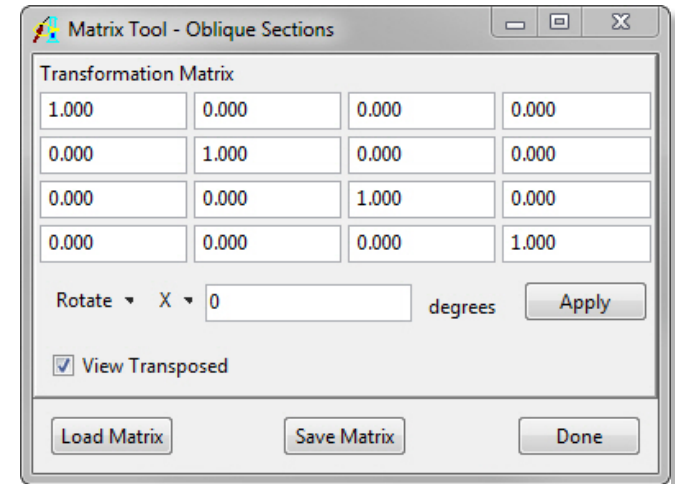 Matrix Tool - Oblique Sections
Transformation Matrix
1.000 0.000 0.000 0.000
0.000 1.000 0.000 0.000
0.000 0.000 1.000 0.000
0.000 0.000 0.000 1.000
Rotate X 0 degrees Apply
View Transposed
Load Matrix Save Matrix Done